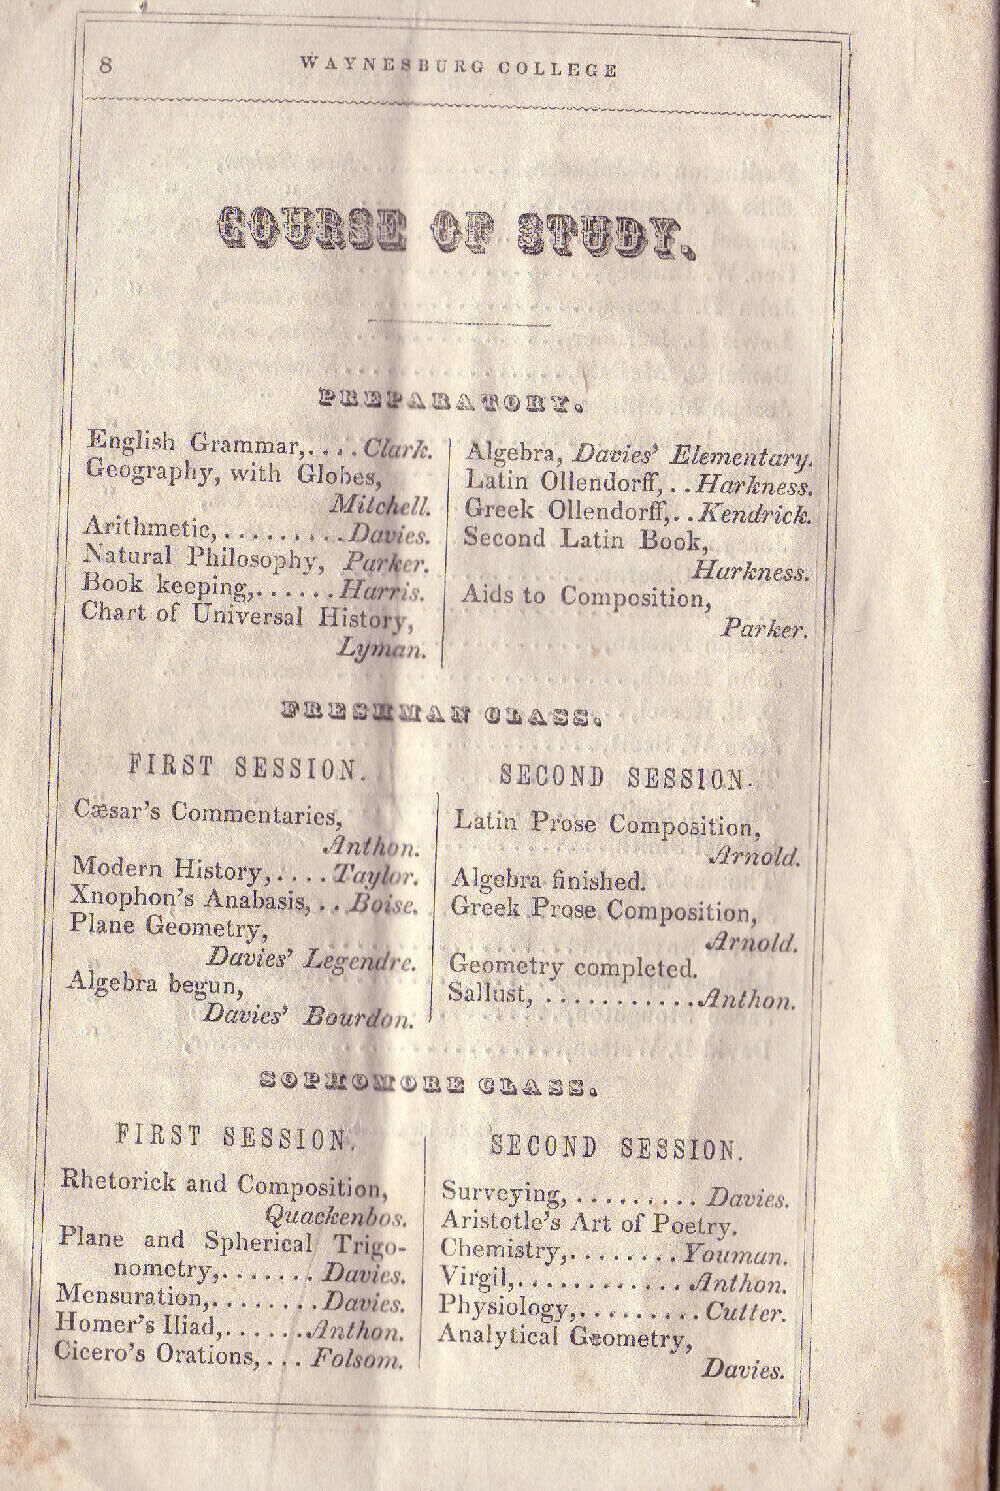 8
WAYNESBURG COLLEGE
COURSE OF STUDY.
PREPARATORY.
English Grammar,.... Clark.
Geography, with Globes,
Mitchell.
Arithmetic,.........Davies.
Natural Philosophy, Parker.
Book keeping,......Harris.
Chart of Universal History,
Lyman.
Algebra, Davies' Elementary.
Latin Ollendorff,.. Harkness.
Greek Ollendorff,.. Kendrick.
Second Latin Book,
Harkness.
Aids to Composition,
Parker.
FRESHMAN CLASS.
FIRST SESSION.
Cæsar's Commentaries,
Anthon.
Modern History,.... Taylor.
Xnophon's Anabasis,.. Boise.
Plane Geometry,
Davies' Legendre.
Algebra begun,
Davies' Bourdon.
SECOND SESSION.
Latin Prose Composition,
Arnold.
Algebra finished.
Greek Prose Composition,
Arnold.
Geometry completed.
Sallust, ...........Anthon.
SOPHOMORE CLASS.
FIRST SESSION.
Rhetorick and Composition,
Quackenbos.
Plane and Spherical Trigo-
nometry,....... Davies.
Mensuration,........Davies.
Homer's Iliad,......Anthon.
Cicero's Orations,... Folsom.
SECOND SESSION.
Surveying,......... Davies.
Aristotle's Art of Poetry.
Chemistry,........Youman.
Virgil,............Anthon.
Physiology,.........Cutter.
Analytical Geometry,
Davies.